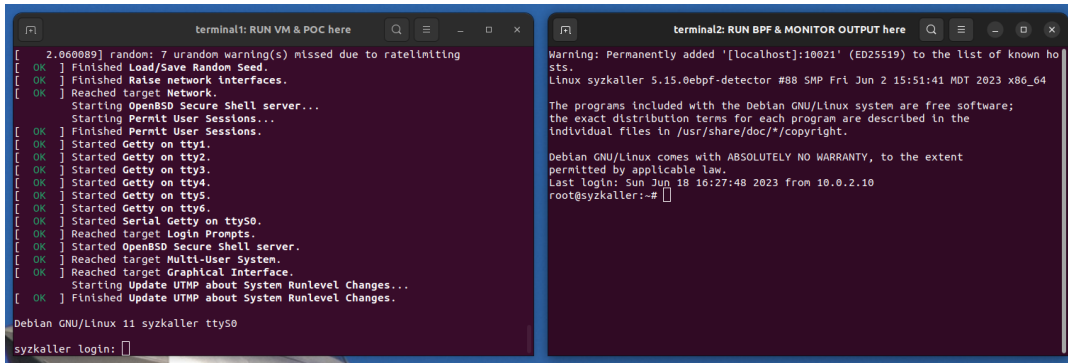 terminal1: RUN VM & POC here
[    2.060089] random: 7 urandom warning(s) missed due to ratelimiting
[  OK  ] Finished Load/Save Random Seed.
[  OK  ] Finished Raise network interfaces.
[  OK  ] Reached target Network.
Starting OpenBSD Secure Shell server...
Starting Permit User Sessions...
[  OK  ] Finished Permit User Sessions.
[  OK  ] Started Getty on tty1.
[  OK  ] Started Getty on tty2.
[  OK  ] Started Getty on tty3.
[  OK  ] Started Getty on tty4.
[  OK  ] Started Getty on tty5.
[  OK  ] Started Getty on tty6.
[  OK  ] Started Serial Getty on ttyS0.
[  OK  ] Reached target Login Prompts.
[  OK  ] Started OpenBSD Secure Shell server.
[  OK  ] Reached target Multi-User System.
[  OK  ] Reached target Graphical Interface.
Starting Update UTMP about System Runlevel Changes...
[  OK  ] Finished Update UTMP about System Runlevel Changes.
Debian GNU/Linux 11 syzkaller ttyS0
syzkaller login:
terminal2: RUN BPF & MONITOR OUTPUT here
Warning: Permanently added '[localhost]:10021' (ED25519) to the list of known ho
sts.
Linux syzkaller 5.15.0ebpf-detector #88 SMP Fri Jun 2 15:51:41 MDT 2023 x86_64
The programs included with the Debian GNU/Linux system are free software;
the exact distribution terms for each program are described in the
individual files in /usr/share/doc/*/copyright.
Debian GNU/Linux comes with ABSOLUTELY NO WARRANTY, to the extent
permitted by applicable law.
Last login: Sun Jun 18 16:27:48 2023 from 10.0.2.10
root@syzkaller:~#